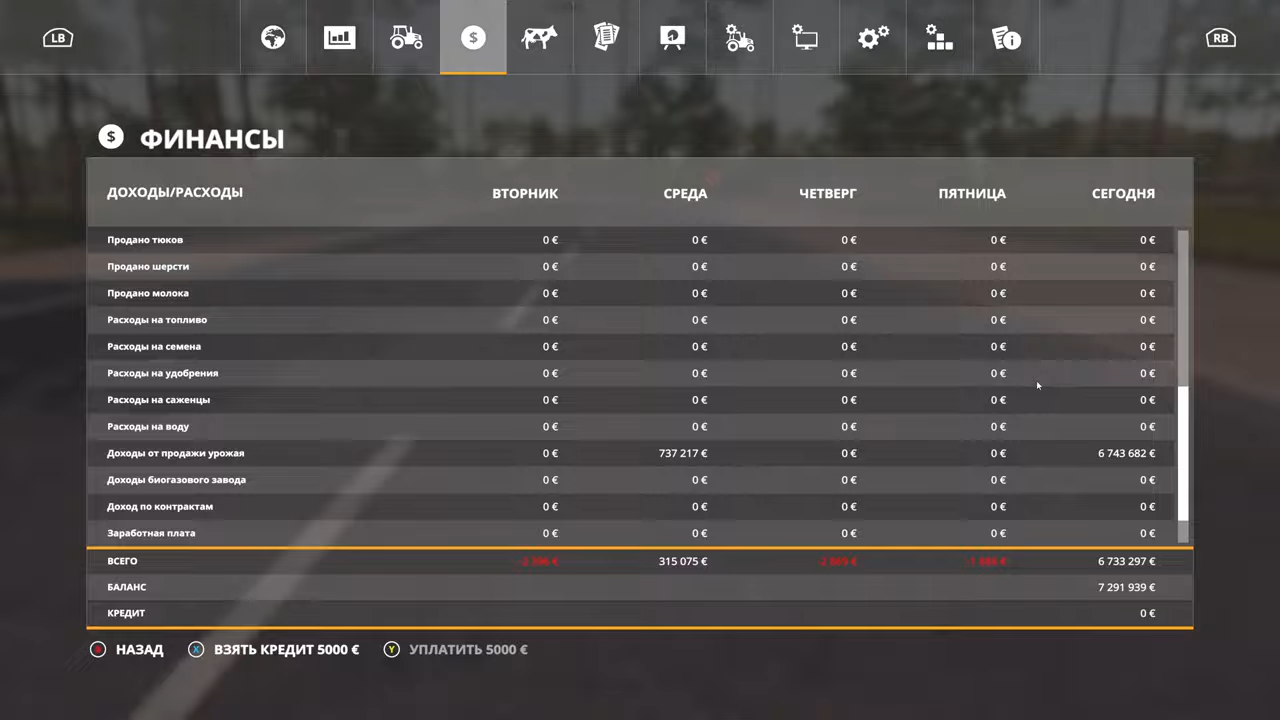 LB RB
ФИНАНСЫ
ДОХОДЫ/РАСХОДЫ ВТОРНИК СРЕДА ЧЕТВЕРГ ПЯТНИЦА СЕГОДНЯ
Продано тюков 0 € 0 € 0 € 0 € 0 €
Продано шерсти 0 € 0 € 0 € 0 € 0 €
Продано молока 0 € 0 € 0 € 0 € 0 €
Расходы на топливо 0 € 0 € 0 € 0 € 0 €
Расходы на семена 0 € 0 € 0 € 0 € 0 €
Расходы на удобрения 0 € 0 € 0 € 0 € 0 €
Расходы на саженцы 0 € 0 € 0 € 0 € 0 €
Расходы на воду 0 € 0 € 0 € 0 € 0 €
Доходы от продажи урожая 0 € 737 217 € 0 € 0 € 6 743 682 €
Доходы биогазового завода 0 € 0 € 0 € 0 € 0 €
Доход по контрактам 0 € 0 € 0 € 0 € 0 €
Заработная плата 0 € 0 € 0 € 0 € 0 €
ВСЕГО 315 075 € 6 733 297 €
БАЛАНС 7 291 939 €
КРЕДИТ 0 €
НАЗАД X ВЗЯТЬ КРЕДИТ 5000 € Y УПЛАТИТЬ 5000 €